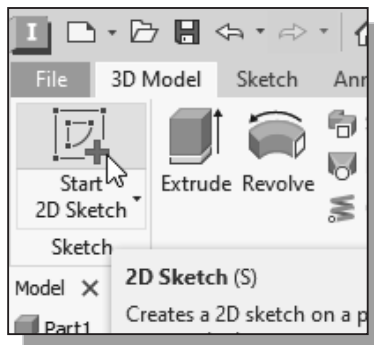 I
File 3D Model Sketch
Start
2D Sketch
Extrude Revolve
Sketch
Model X
2D Sketch (S)
Creates a 2D sketch on a
Part1